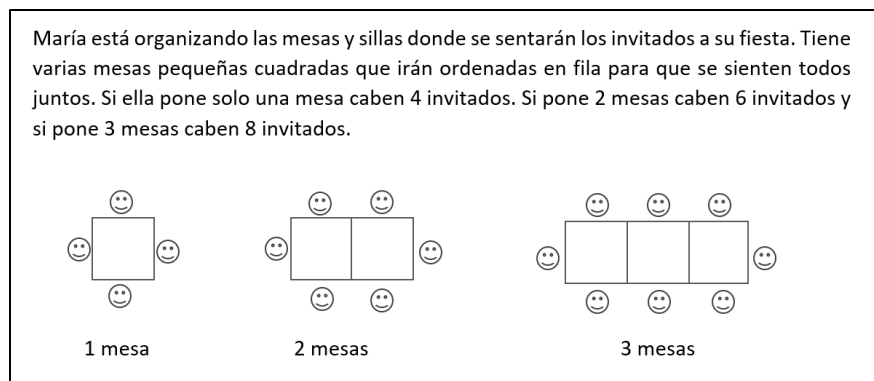 María está organizando las mesas y sillas donde se sentarán los invitados a su fiesta. Tiene
varias mesas pequeñas cuadradas que irán ordenadas en fila para que se sienten todos
juntos. Si ella pone solo una mesa caben 4 invitados. Si pone 2 mesas caben 6 invitados y
si pone 3 mesas caben 8 invitados.
1 mesa
2 mesas
3 mesas